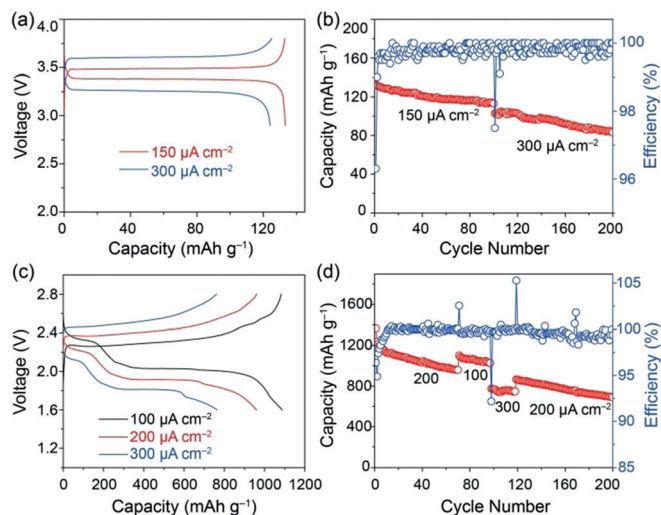 (a)
4.0
3.5
3.0
2.5
2.0
Voltage (V)
150 µA cm⁻²
300 µA cm⁻²
0 30 60 90 120
Capacity (mAh g⁻¹)
(b)
200
160
120
80
40
0
Capacity (mAh g⁻¹)
150 µA cm⁻²
300 µA cm⁻²
100
98
96
Efficiency (%)
0 40 80 120 160 200
Cycle Number
(c)
2.8
2.4
2.0
1.6
1.2
Voltage (V)
100 µA cm⁻²
200 µA cm⁻²
300 µA cm⁻²
0 200 400 600 800 1000
Capacity (mAh g⁻¹)
(d)
1600
1200
800
400
0
Capacity (mAh g⁻¹)
200
100
300
200 µA cm⁻²
105
100
95
92
85
Efficiency (%)
0 40 80 120 160 200
Cycle Number